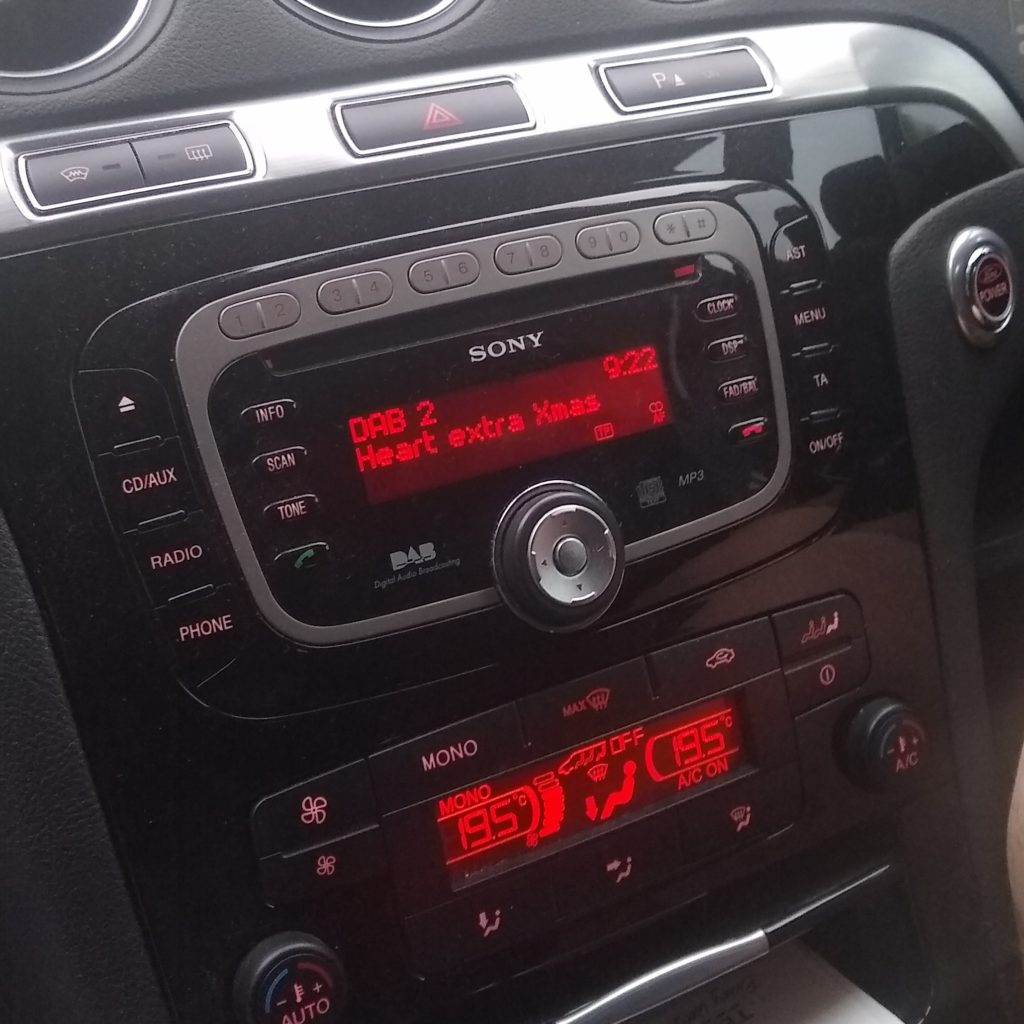 P
1 2
3 4
5 6
7 8
9 0
* #
SONY
CLOCK
AST
MENU
TA
ON/OFF
DSP
FAD/BAL
INFO
SCAN
TONE
CD/AUX
RADIO
PHONE
9:22
DAB 2
Heart extra Xmas
TP
MP3
DAB
Digital Audio Broadcasting
Ford
POWER
MAX
MONO
MONO
OFF
19.5°C
19.5°C
A/C ON
- +
A/C
- +
AUTO